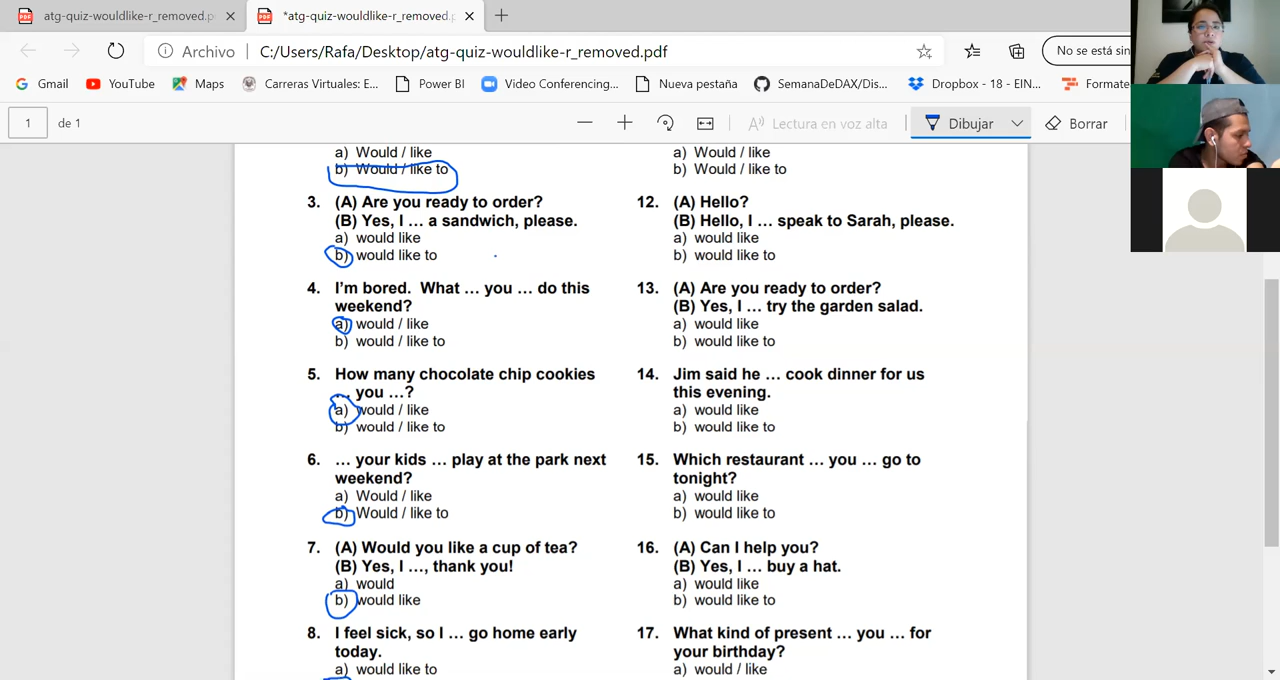 atg-quiz-wouldlike-r_removed.p
*atg-quiz-wouldlike-r_removed.p
Archivo
C:/Users/Rafa/Desktop/atg-quiz-wouldlike-r_removed.pdf
No se está sin
Gmail
YouTube
Maps
Carreras Virtuales: E...
Power BI
Video Conferencing...
Nueva pestaña
SemanaDeDAX/Dis...
Dropbox - 18 - EIN...
Formate
1
de 1
Lectura en voz alta
Dibujar
Borrar
a) Would / like
b) Would / like to
3. (A) Are you ready to order?
(B) Yes, I … a sandwich, please.
a) would like
b) would like to
4. I’m bored. What … you … do this
weekend?
a) would / like
b) would / like to
5. How many chocolate chip cookies
… you …?
a) would / like
b) would / like to
6. … your kids … play at the park next
weekend?
a) Would / like
b) Would / like to
7. (A) Would you like a cup of tea?
(B) Yes, I …, thank you!
a) would
b) would like
8. I feel sick, so I … go home early
today.
a) would like to
a) Would / like
b) Would / like to
12. (A) Hello?
(B) Hello, I … speak to Sarah, please.
a) would like
b) would like to
13. (A) Are you ready to order?
(B) Yes, I … try the garden salad.
a) would like
b) would like to
14. Jim said he … cook dinner for us
this evening.
a) would like
b) would like to
15. Which restaurant … you … go to
tonight?
a) would like
b) would like to
16. (A) Can I help you?
(B) Yes, I … buy a hat.
a) would like
b) would like to
17. What kind of present … you … for
your birthday?
a) would / like